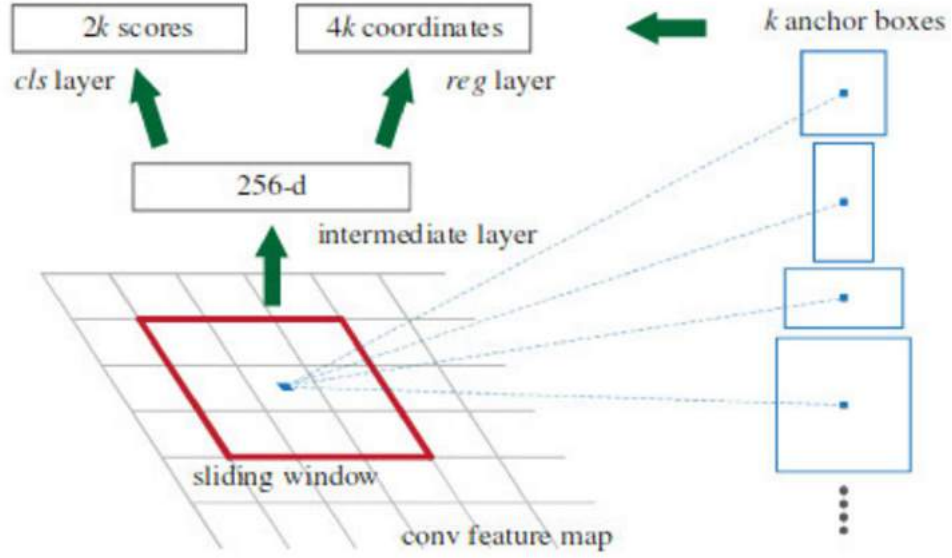 2k scores
4k coordinates
k anchor boxes
cls layer
reg layer
256-d
intermediate layer
sliding window
conv feature map